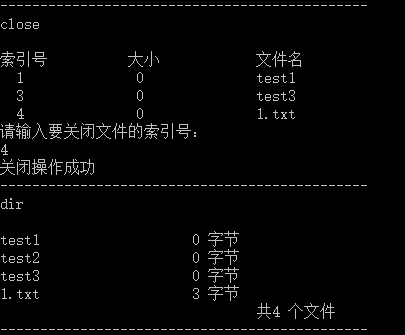 close
索引号 大小 文件名
1 0 test1
3 0 test3
4 0 1.txt
请输入要关闭文件的索引号:
4
关闭操作成功
dir
test1 0 字节
test2 0 字节
test3 0 字节
1.txt 3 字节
共4 个文件